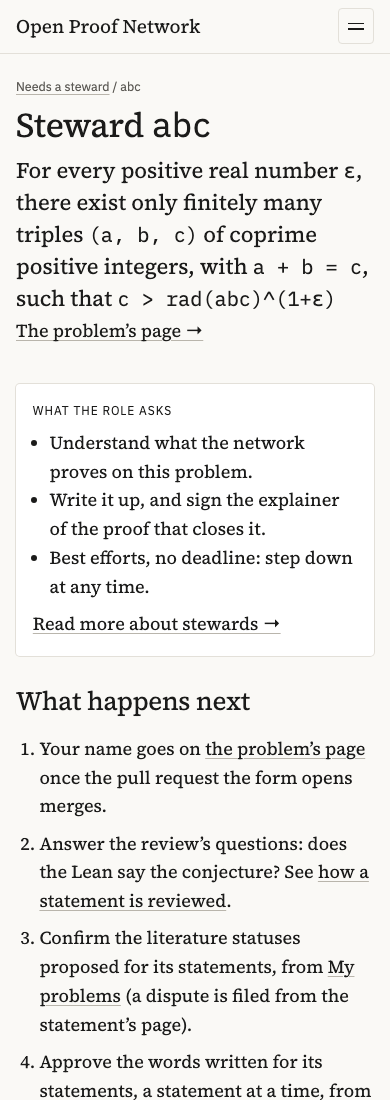 Open Proof Network
Needs a steward / abc
Steward abc
For every positive real number ε,
there exist only finitely many
triples (a, b, c) of coprime
positive integers, with a + b = c,
such that c > rad(abc)^(1+ε)
The problem’s page →
WHAT THE ROLE ASKS
• Understand what the network
proves on this problem.
• Write it up, and sign the explainer
of the proof that closes it.
• Best efforts, no deadline: step down
at any time.
Read more about stewards →
What happens next
1. Your name goes on the problem’s page
once the pull request the form opens
merges.
2. Answer the review’s questions: does
the Lean say the conjecture? See how a
statement is reviewed.
3. Confirm the literature statuses
proposed for its statements, from My
problems (a dispute is filed from the
statement’s page).
4. Approve the words written for its
statements, a statement at a time, from